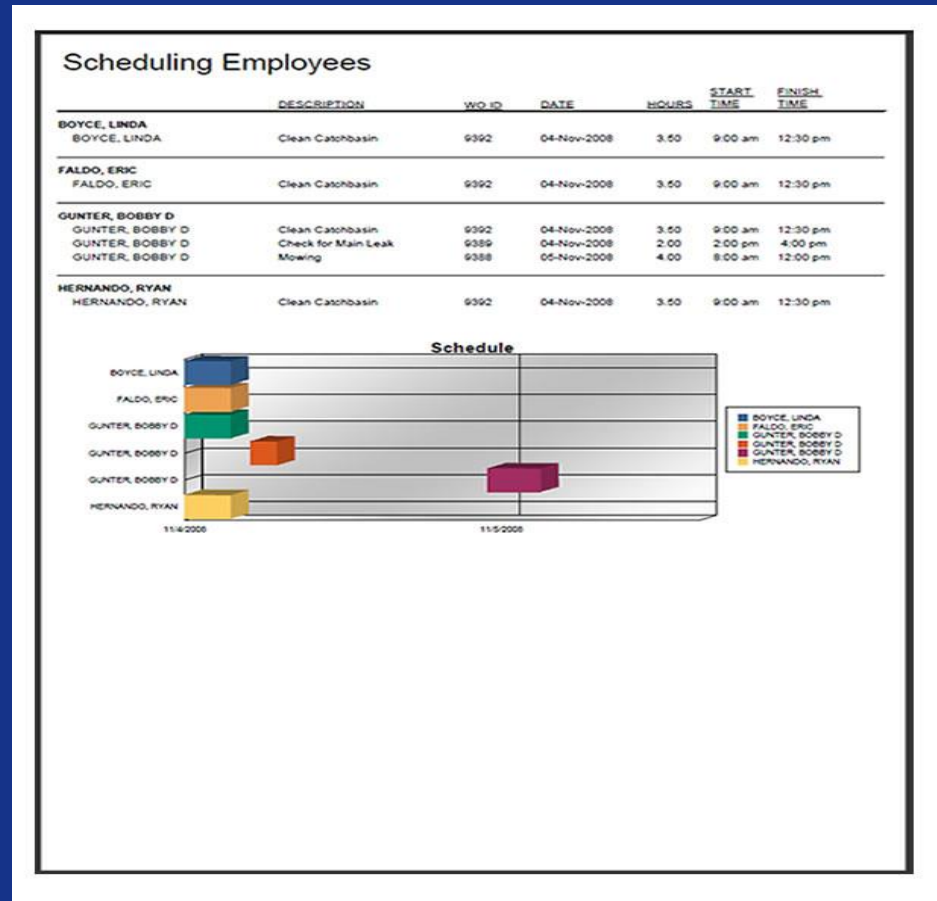 Scheduling Employees
START FINISH
DESCRIPTION WO ID DATE HOURS TIME TIME
BOYCE, LINDA
BOYCE, LINDA Clean Catchbasin 9392 04-Nov-2008 3.50 9:00 am 12:30 pm
FALDO, ERIC
FALDO, ERIC Clean Catchbasin 9392 04-Nov-2008 3.50 9:00 am 12:30 pm
GUNTER, BOBBY D
GUNTER, BOBBY D Clean Catchbasin 9392 04-Nov-2008 3.50 9:00 am 12:30 pm
GUNTER, BOBBY D Check for Main Leak 9389 04-Nov-2008 2.00 2:00 pm 4:00 pm
GUNTER, BOBBY D Mowing 9388 05-Nov-2008 4.00 8:00 am 12:00 pm
HERNANDO, RYAN
HERNANDO, RYAN Clean Catchbasin 9392 04-Nov-2008 3.50 9:00 am 12:30 pm
Schedule
BOYCE, LINDA
FALDO, ERIC
GUNTER, BOBBY D
GUNTER, BOBBY D
GUNTER, BOBBY D
HERNANDO, RYAN
11/4/2008 11/5/2008
BOYCE, LINDA
FALDO, ERIC
GUNTER, BOBBY D
GUNTER, BOBBY D
GUNTER, BOBBY D
HERNANDO, RYAN